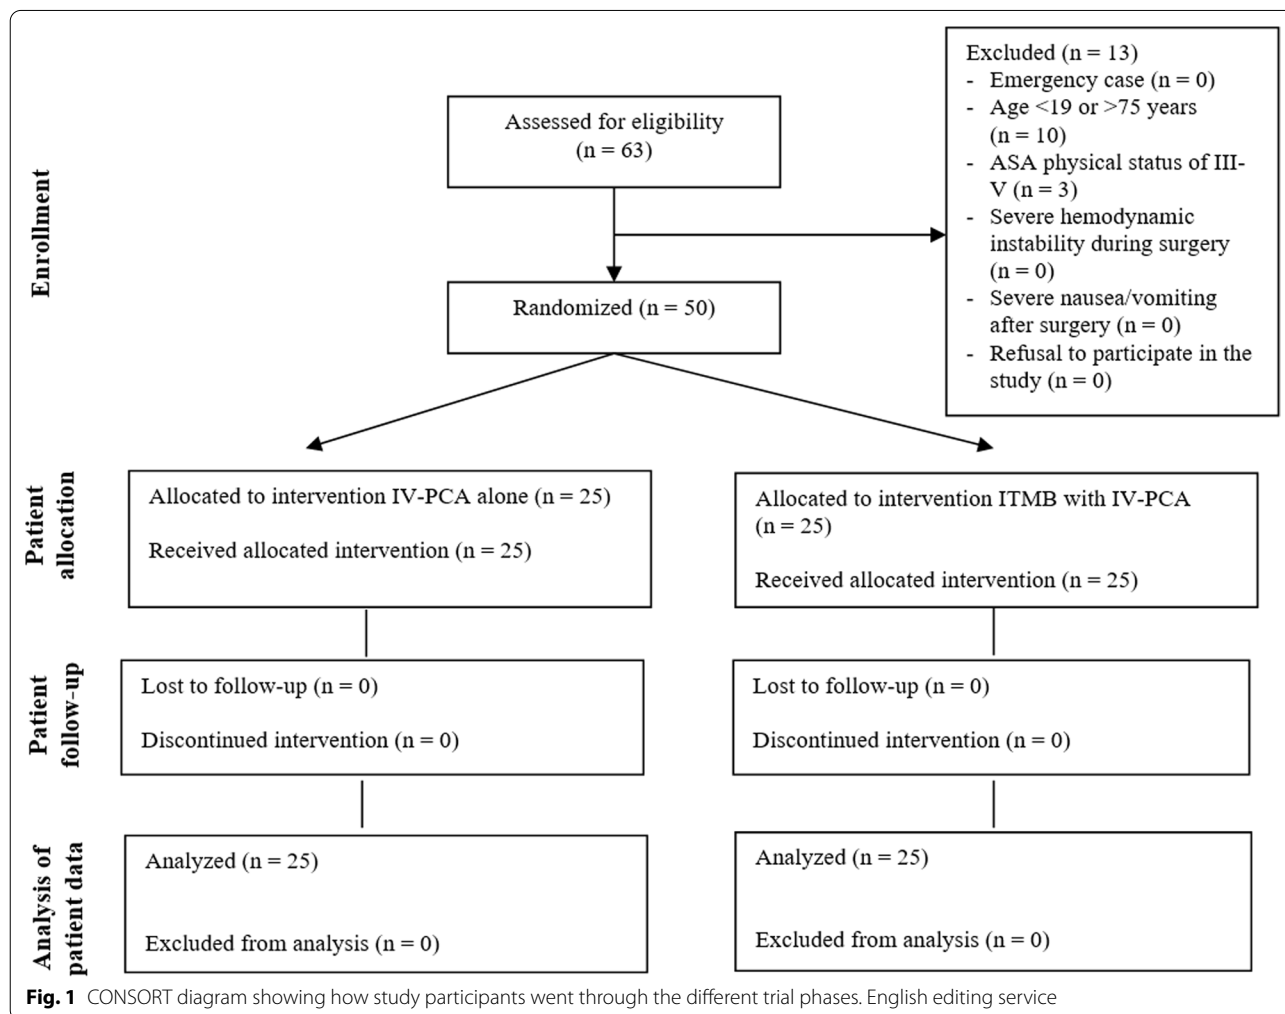 Enrollment
Assessed for eligibility
(n = 63)
Excluded (n = 13)
- Emergency case (n = 0)
- Age <19 or >75 years
(n = 10)
- ASA physical status of III-
V (n = 3)
- Severe hemodynamic
instability during surgery
(n = 0)
- Severe nausea/vomiting
after surgery (n = 0)
- Refusal to participate in the
study (n = 0)
Randomized (n = 50)
Patient
allocation
Allocated to intervention IV-PCA alone (n = 25)
Received allocated intervention (n = 25)
Allocated to intervention ITMB with IV-PCA
(n = 25)
Received allocated intervention (n = 25)
Patient
follow-up
Lost to follow-up (n = 0)
Discontinued intervention (n = 0)
Lost to follow-up (n = 0)
Discontinued intervention (n = 0)
Analysis of
patient data
Analyzed (n = 25)
Excluded from analysis (n = 0)
Analyzed (n = 25)
Excluded from analysis (n = 0)
Fig. 1 CONSORT diagram showing how study participants went through the different trial phases. English editing service